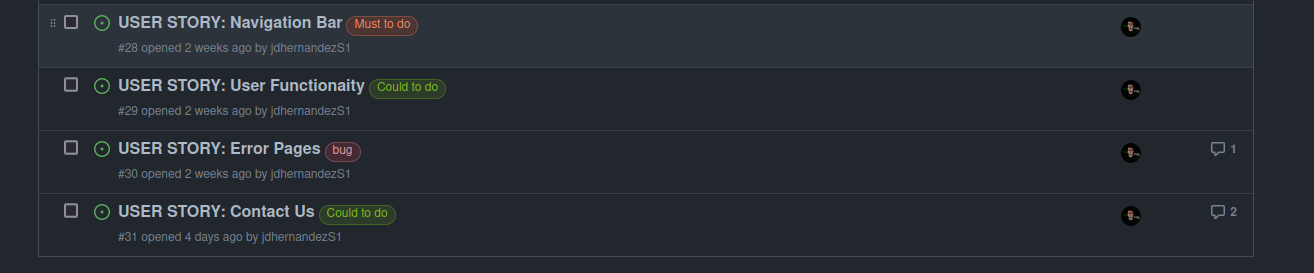 USER STORY: Navigation Bar Must to do
#28 opened 2 weeks ago by jdhernandezS1
USER STORY: User Functionaity Could to do
#29 opened 2 weeks ago by jdhernandezS1
USER STORY: Error Pages bug 1
#30 opened 2 weeks ago by jdhernandezS1
USER STORY: Contact Us Could to do 2
#31 opened 4 days ago by jdhernandezS1